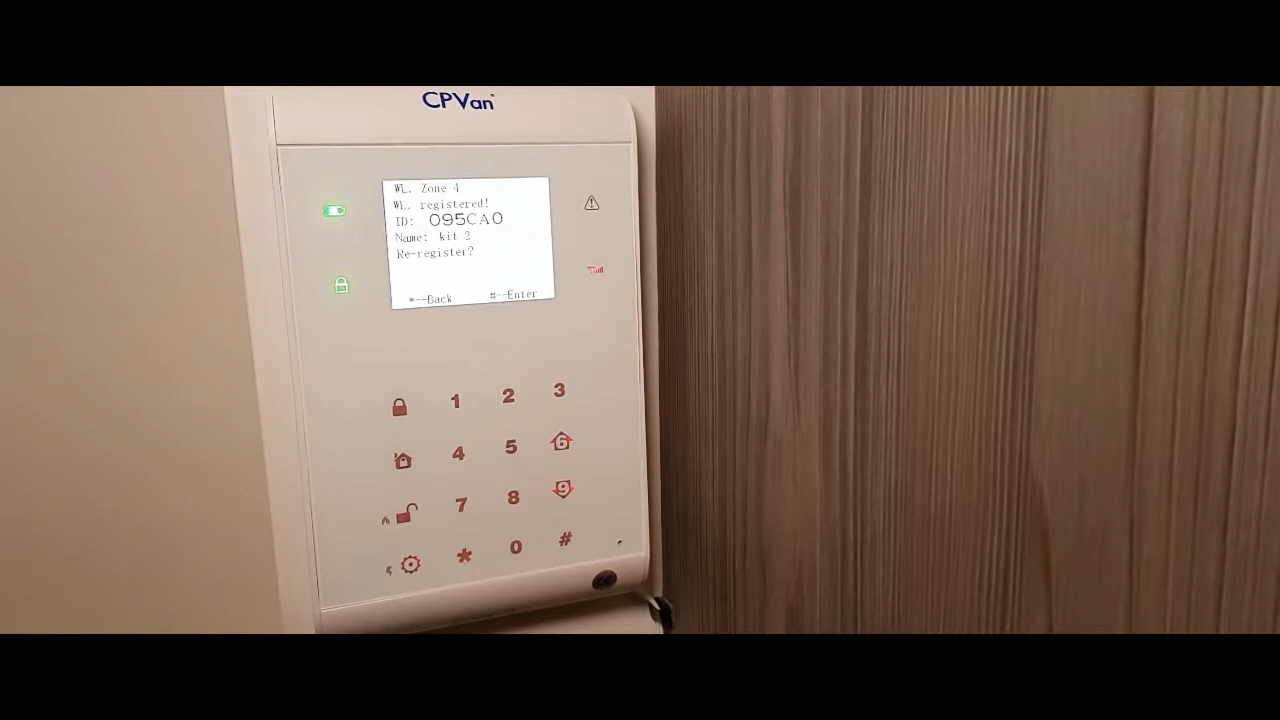 CPVan™
WL. Zone 4
WL. registered!
ID: 095CA0
Name: kit 2
Re-register?
*--Back #--Enter
1 2 3
4 5 6
7 8 9
* 0 #